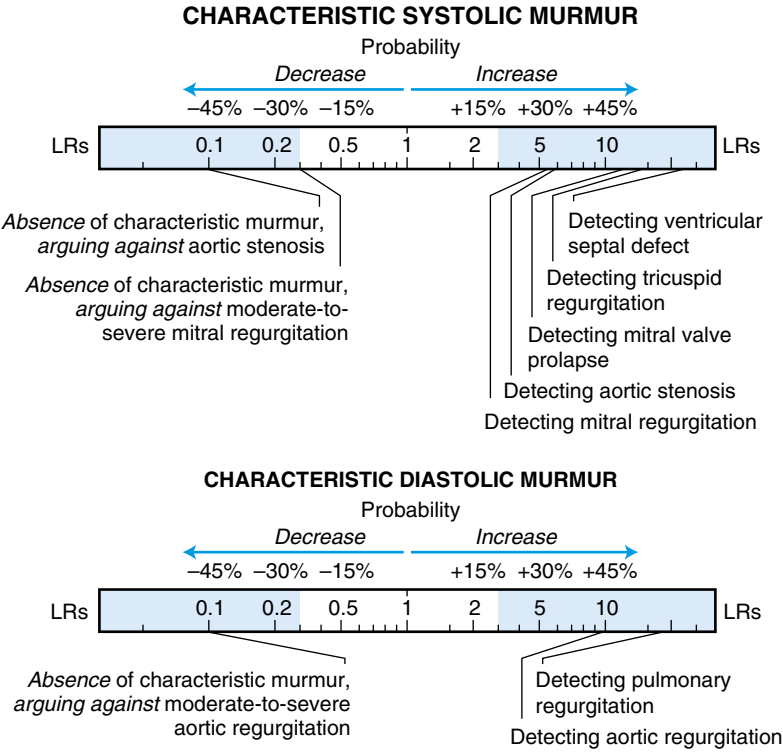 CHARACTERISTIC SYSTOLIC MURMUR
Probability
Decrease Increase
–45% –30% –15% +15% +30% +45%
LRs 0.1 0.2 0.5 1 2 5 10 LRs
Absence of characteristic murmur,
arguing against aortic stenosis
Absence of characteristic murmur,
arguing against moderate-to-
severe mitral regurgitation
Detecting ventricular
septal defect
Detecting tricuspid
regurgitation
Detecting mitral valve
prolapse
Detecting aortic stenosis
Detecting mitral regurgitation
CHARACTERISTIC DIASTOLIC MURMUR
Probability
Decrease Increase
–45% –30% –15% +15% +30% +45%
LRs 0.1 0.2 0.5 1 2 5 10 LRs
Absence of characteristic murmur,
arguing against moderate-to-severe
aortic regurgitation
Detecting pulmonary
regurgitation
Detecting aortic regurgitation